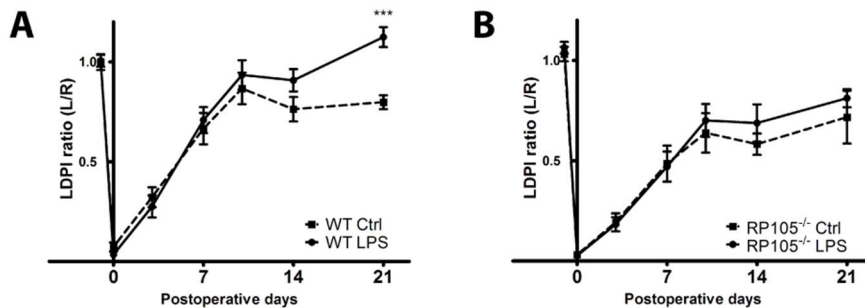 A
***
LDPI ratio (L/R)
1.0
0.5
WT Ctrl
WT LPS
0 7 14 21
Postoperative days
B
LDPI ratio (L/R)
1.0
0.5
RP105-/- Ctrl
RP105-/- LPS
0 7 14 21
Postoperative days